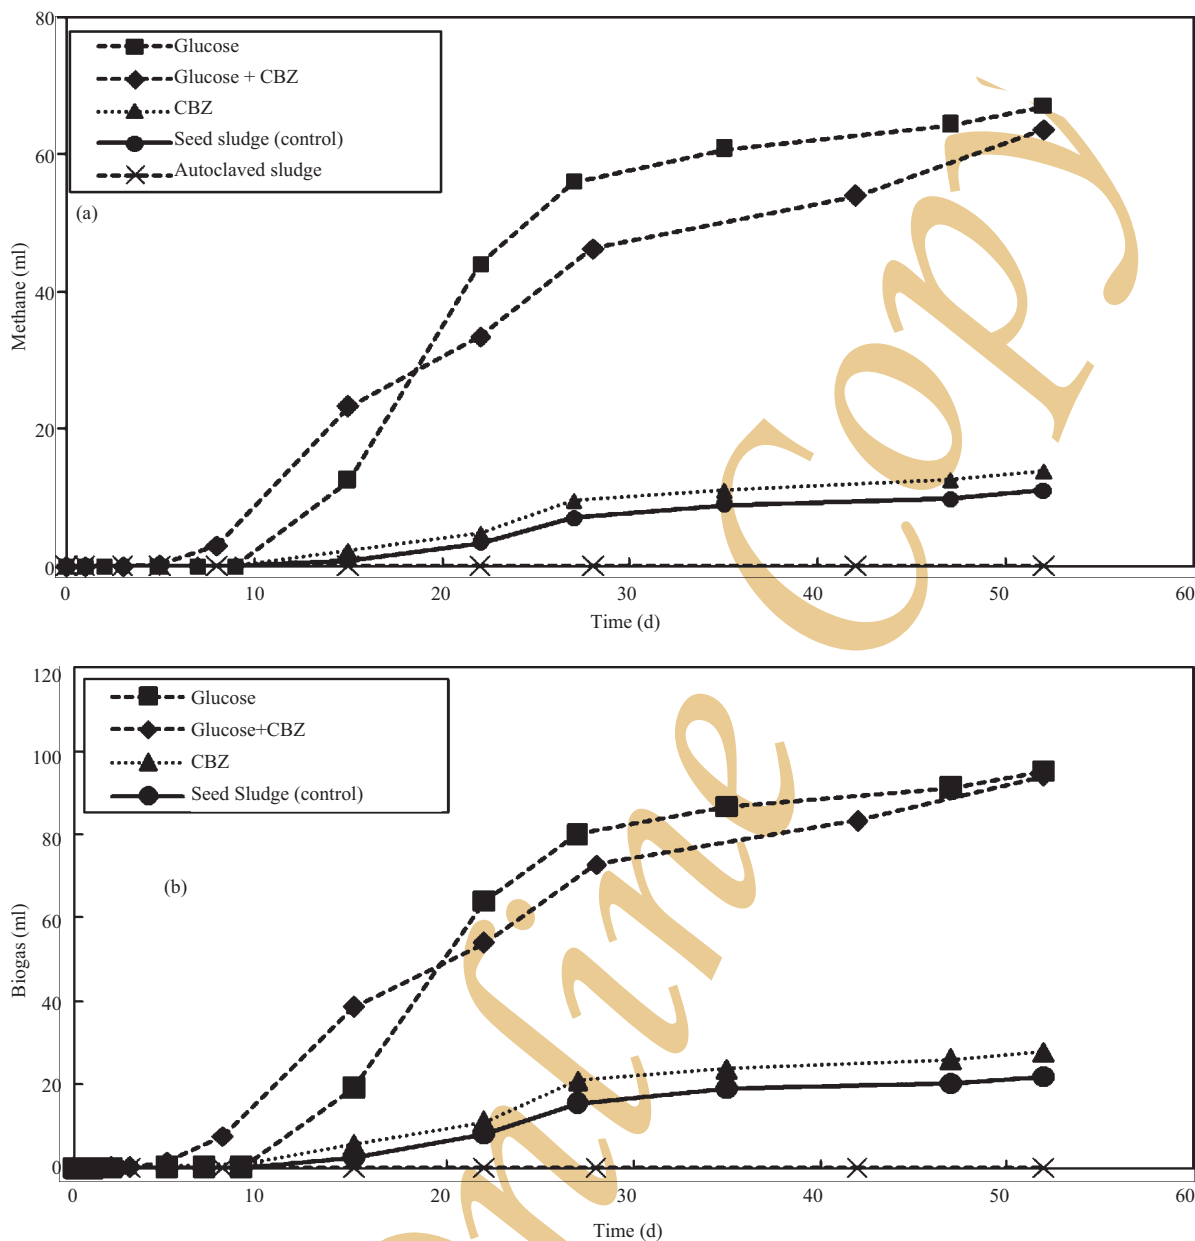 80
60
40
20
0
Methane (ml)
Glucose
Glucose + CBZ
CBZ
Seed sludge (control)
Autoclaved sludge
(a)
0 10 20 30 40 50 60
Time (d)
120
100
80
60
40
20
0
Biogas (ml)
Glucose
Glucose+CBZ
CBZ
Seed Sludge (control)
(b)
0 10 20 30 40 50 60
Time (d)
Copy
online